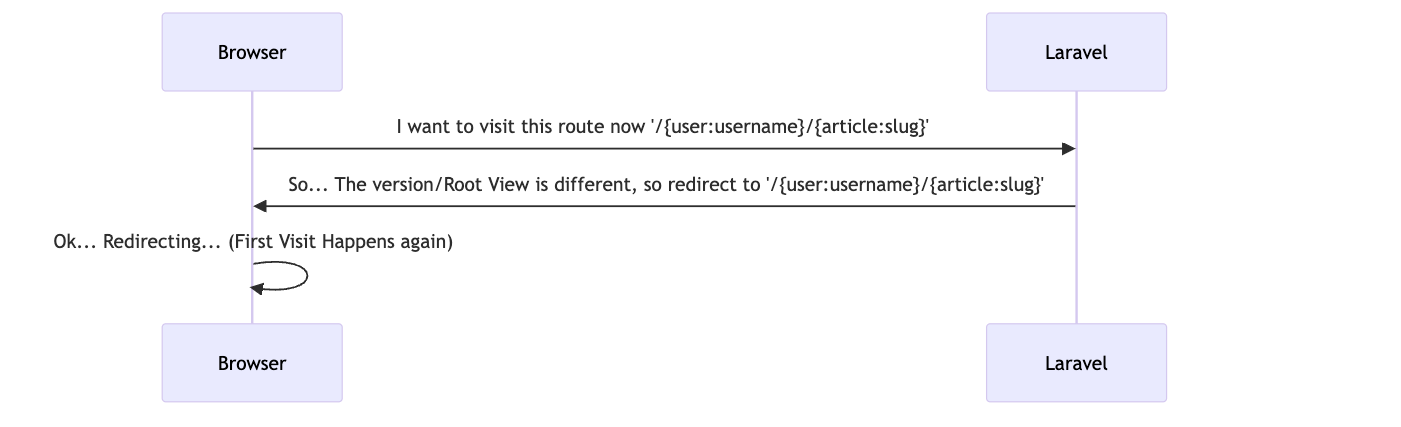 Browser
Laravel
I want to visit this route now '/{user:username}/{article:slug}'
So... The version/Root View is different, so redirect to '/{user:username}/{article:slug}'
Ok... Redirecting... (First Visit Happens again)
Browser
Laravel